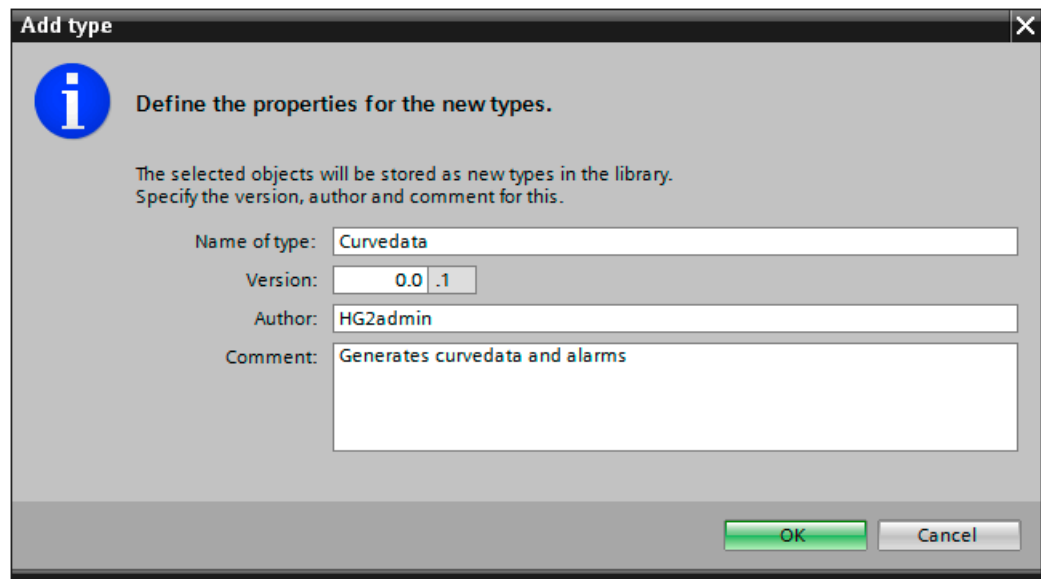 Add type
Define the properties for the new types.
The selected objects will be stored as new types in the library.
Specify the version, author and comment for this.
Name of type: Curvedata
Version: 0.0 .1
Author: HG2admin
Comment: Generates curvedata and alarms
OK Cancel